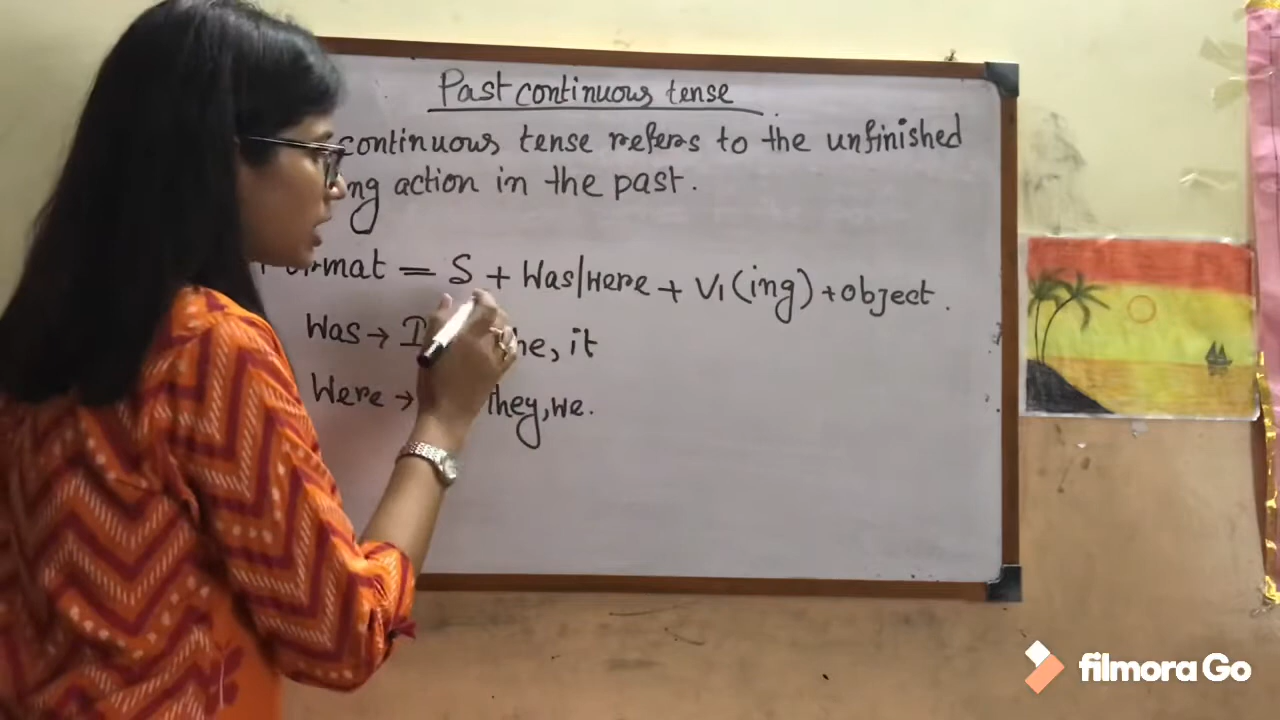 Past continuous tense
continuous tense refers to the unfinished
action in the past.
Format = S + Was/Were + V1(ing) + object.
Was → I it
Were → they, we.
filmora Go